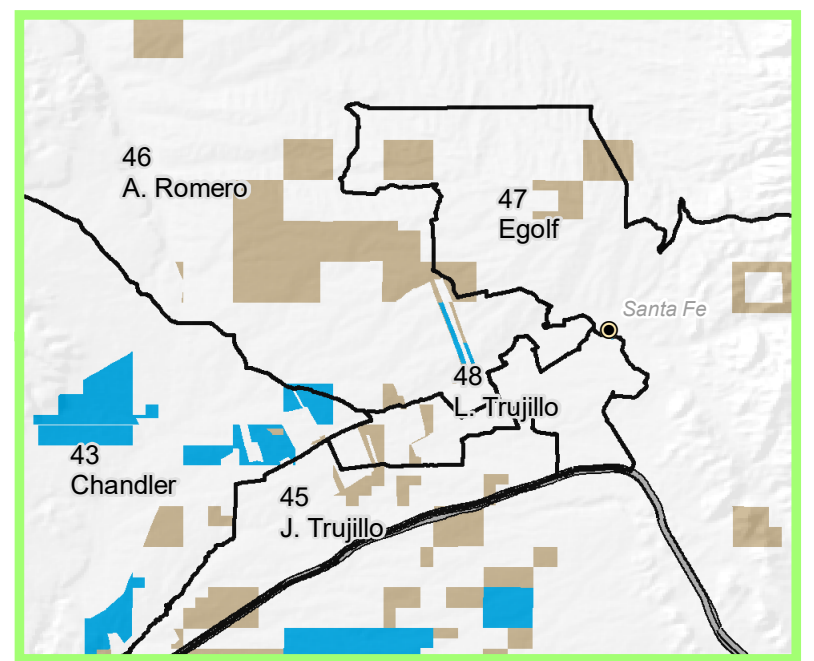 46
A. Romero
47
Egolf
Santa Fe
48
L. Trujillo
43
Chandler
45
J. Trujillo